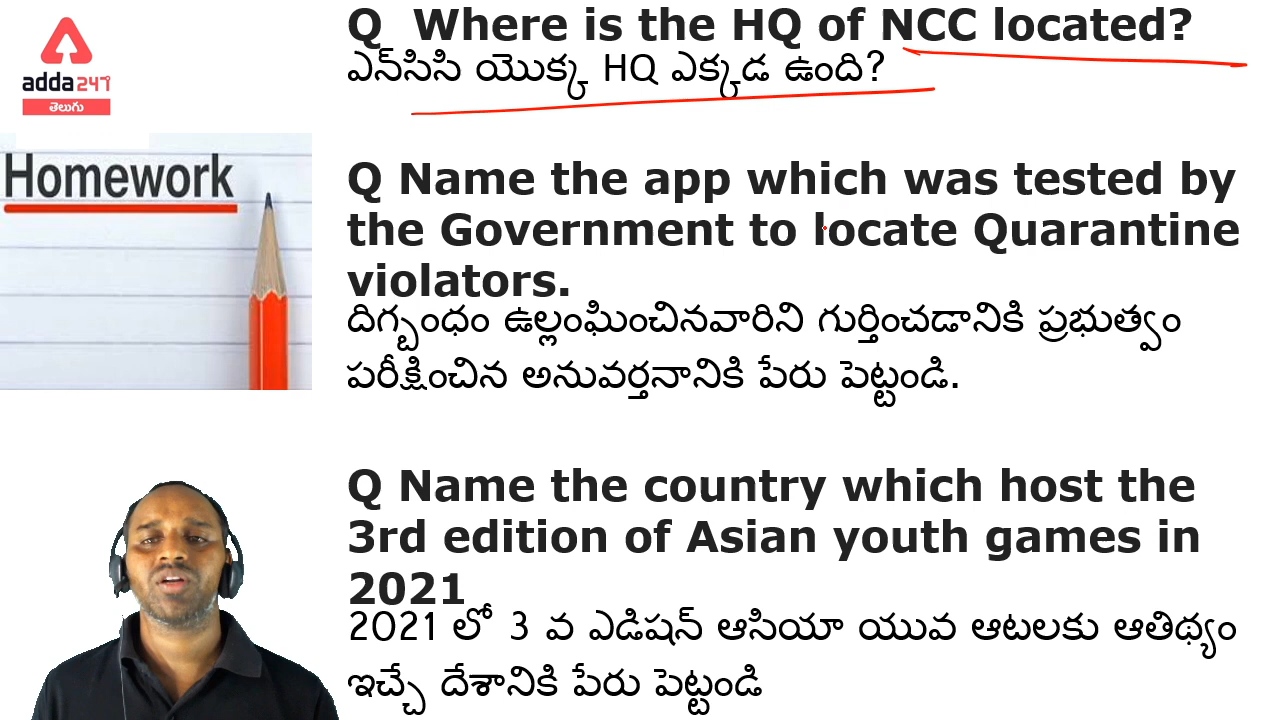 adda247
తెలుగు
Homework
Q Where is the HQ of NCC located?
ఎన్‌సిసి యొక్క HQ ఎక్కడ ఉంది?
Q Name the app which was tested by
the Government to locate Quarantine
violators.
దిగ్బంధం ఉల్లంఘించినవారిని గుర్తించడానికి ప్రభుత్వం
పరీక్షించిన అనువర్తనానికి పేరు పెట్టండి.
Q Name the country which host the
3rd edition of Asian youth games in
2021
2021 లో 3 వ ఎడిషన్ ఆసియా యువ ఆటలకు ఆతిథ్యం
ఇచ్చే దేశానికి పేరు పెట్టండి